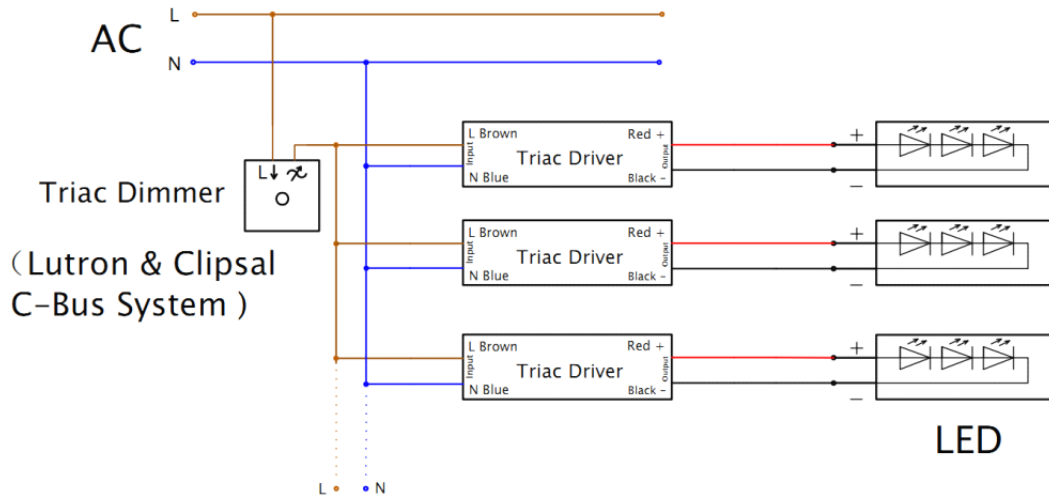 L
AC
N
L Brown
Red +
Input
Triac Driver
Output
N Blue
Black -
+
−
L
Triac Dimmer
（Lutron & Clipsal
C-Bus System )
L Brown
Red +
Input
Triac Driver
Output
N Blue
Black -
+
−
L Brown
Red +
Input
Triac Driver
Output
N Blue
Black -
+
−
LED
L
N